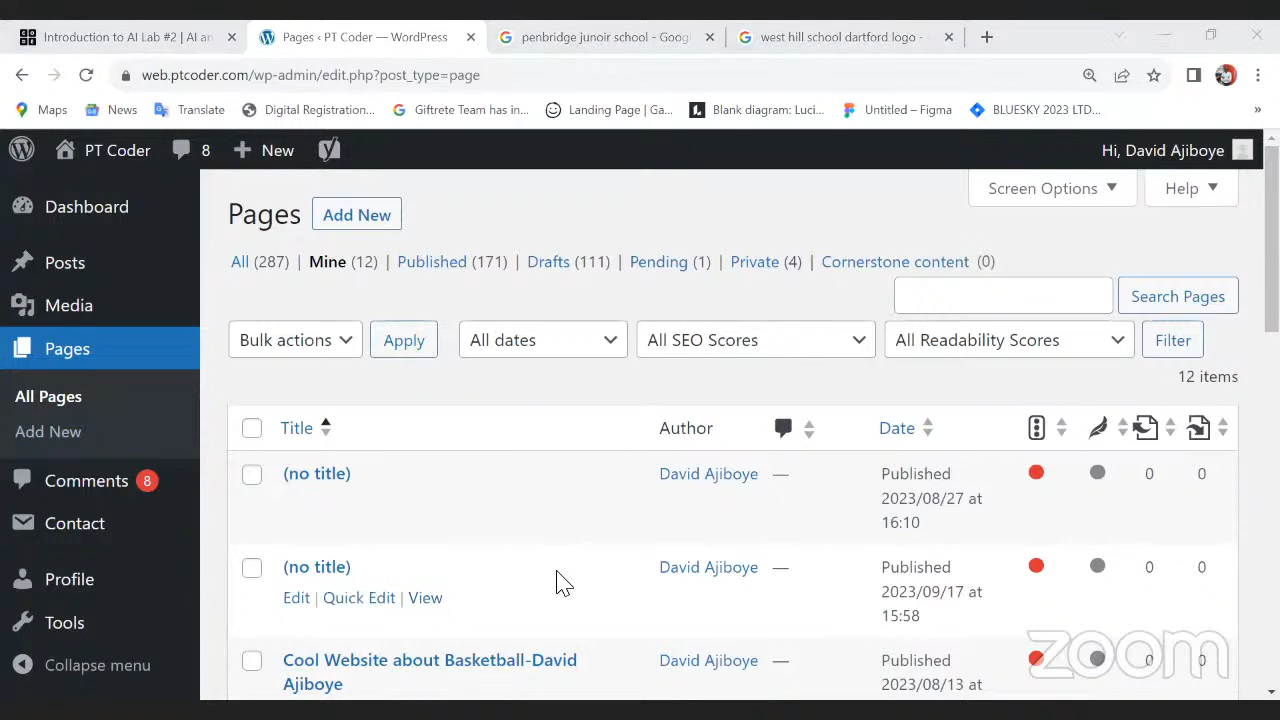 Introduction to AI Lab #2 | AI an
Pages ‹ PT Coder — WordPress
penbridge junoir school - Goog
west hill school dartford logo -
web.ptcoder.com/wp-admin/edit.php?post_type=page
Maps News Translate Digital Registration... Giftrete Team has in... Landing Page | Ga... Blank diagram: Luci... Untitled – Figma BLUESKY 2023 LTD... »
PT Coder 8 New Hi, David Ajiboye
Screen Options Help
Dashboard
Posts
Media
Pages
All Pages
Add New
Comments 8
Contact
Profile
Tools
Collapse menu
Pages Add New
All (287) | Mine (12) | Published (171) | Drafts (111) | Pending (1) | Private (4) | Cornerstone content (0)
Search Pages
Bulk actions Apply All dates All SEO Scores All Readability Scores Filter
12 items
Title Author Date
(no title) David Ajiboye — Published 0 0
2023/08/27 at
16:10
(no title) David Ajiboye — Published 0 0
Edit | Quick Edit | View 2023/09/17 at
15:58
Cool Website about Basketball-David David Ajiboye — Published 0 0
Ajiboye 2023/08/13 at
zoom